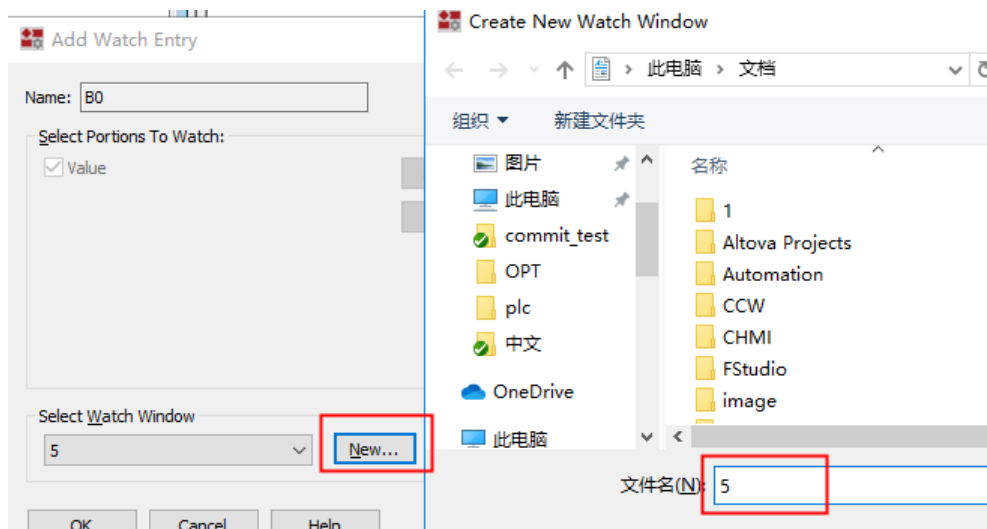 Add Watch Entry
Name: B0
Select Portions To Watch:
Value
Select Watch Window
5
New...
OK
Cancel
Help
Create New Watch Window
此电脑 › 文档
组织
新建文件夹
图片
此电脑
commit_test
OPT
plc
中文
OneDrive
此电脑
名称
1
Altova Projects
Automation
CCW
CHMI
FStudio
image
文件名(N): 5